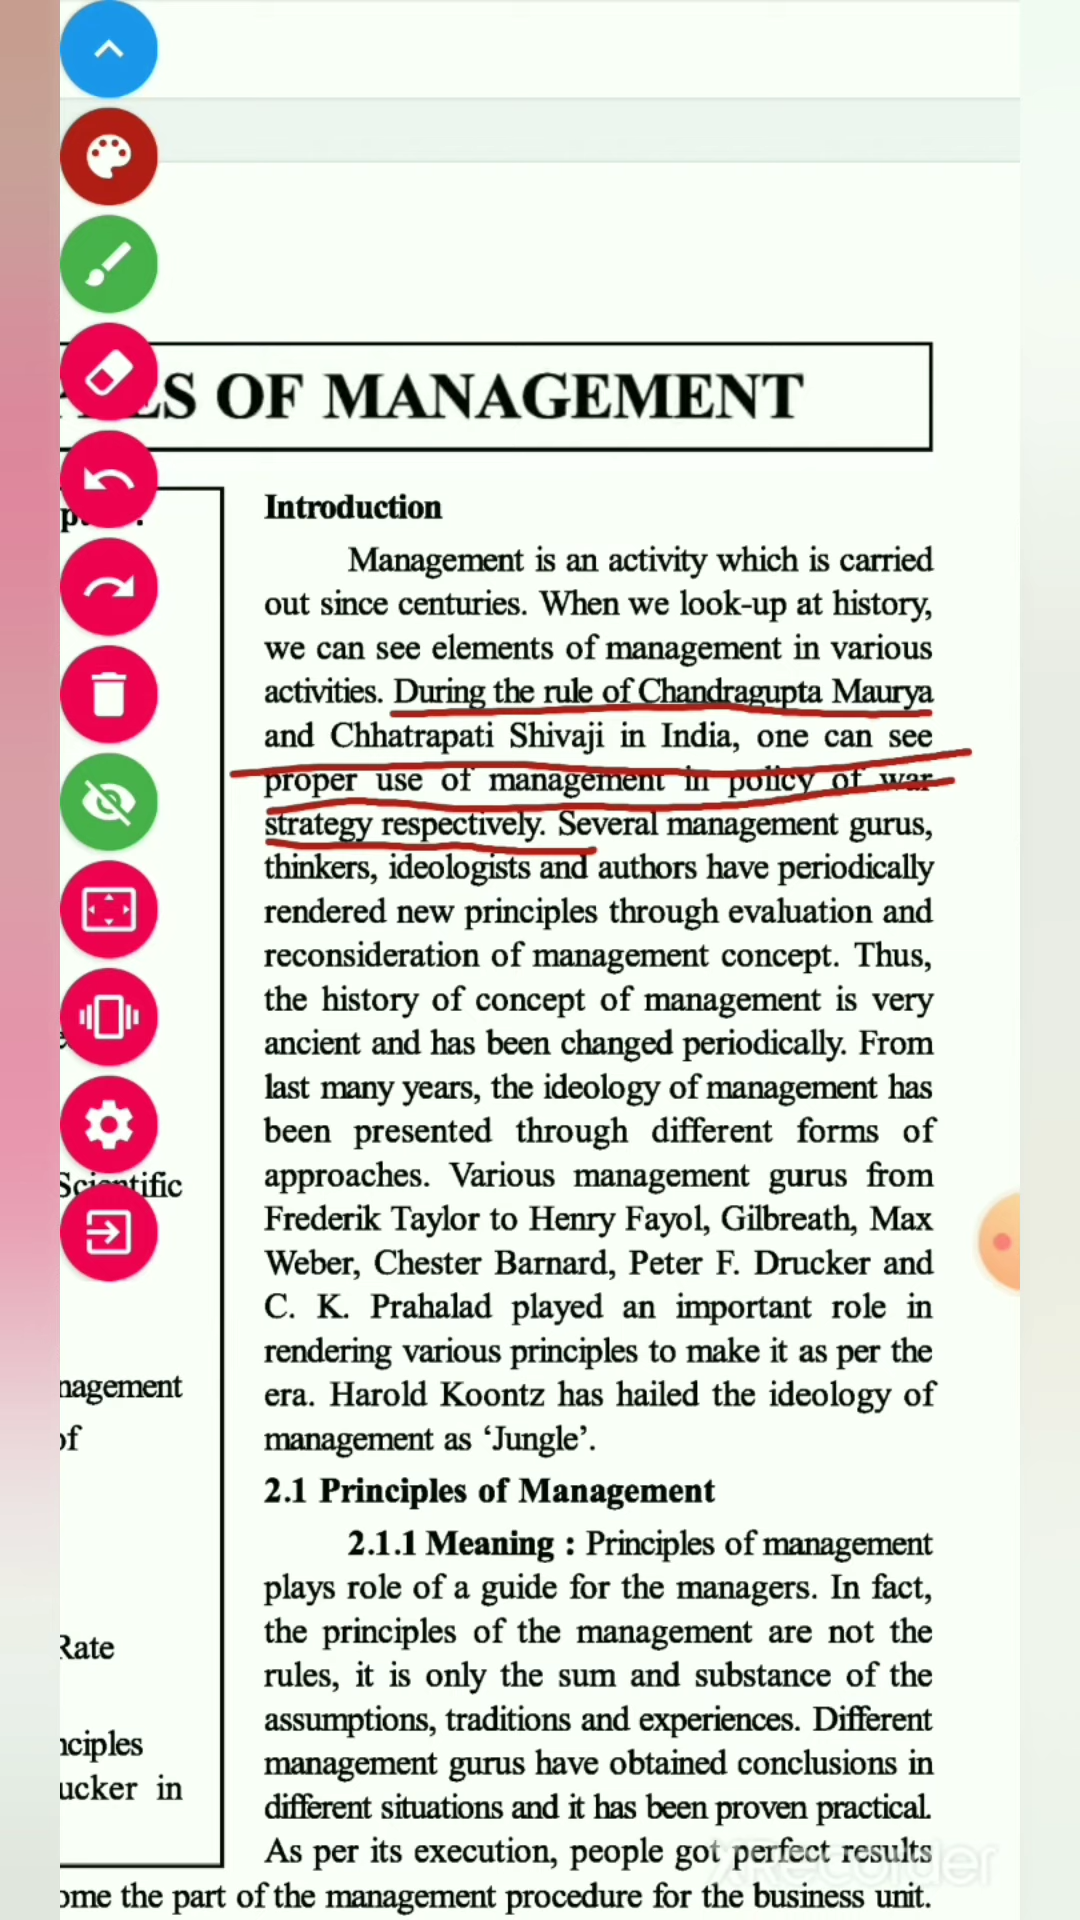 S OF MANAGEMENT
Introduction
Management is an activity which is carried
out since centuries. When we look-up at history,
we can see elements of management in various
activities. During the rule of Chandragupta Maurya
and Chhatrapati Shivaji in India, one can see
proper use of management in policy of war
strategy respectively. Several management gurus,
thinkers, ideologists and authors have periodically
rendered new principles through evaluation and
reconsideration of management concept. Thus,
the history of concept of management is very
ancient and has been changed periodically. From
last many years, the ideology of management has
been presented through different forms of
approaches. Various management gurus from
Frederik Taylor to Henry Fayol, Gilbreath, Max
Weber, Chester Barnard, Peter F. Drucker and
C. K. Prahalad played an important role in
rendering various principles to make it as per the
era. Harold Koontz has hailed the ideology of
management as ‘Jungle’.
2.1 Principles of Management
2.1.1 Meaning : Principles of management
plays role of a guide for the managers. In fact,
the principles of the management are not the
rules, it is only the sum and substance of the
assumptions, traditions and experiences. Different
management gurus have obtained conclusions in
different situations and it has been proven practical.
As per its execution, people got perfect results
ome the part of the management procedure for the business unit.
Scientific
nagement
of
Rate
nciples
ucker in
XRecorder